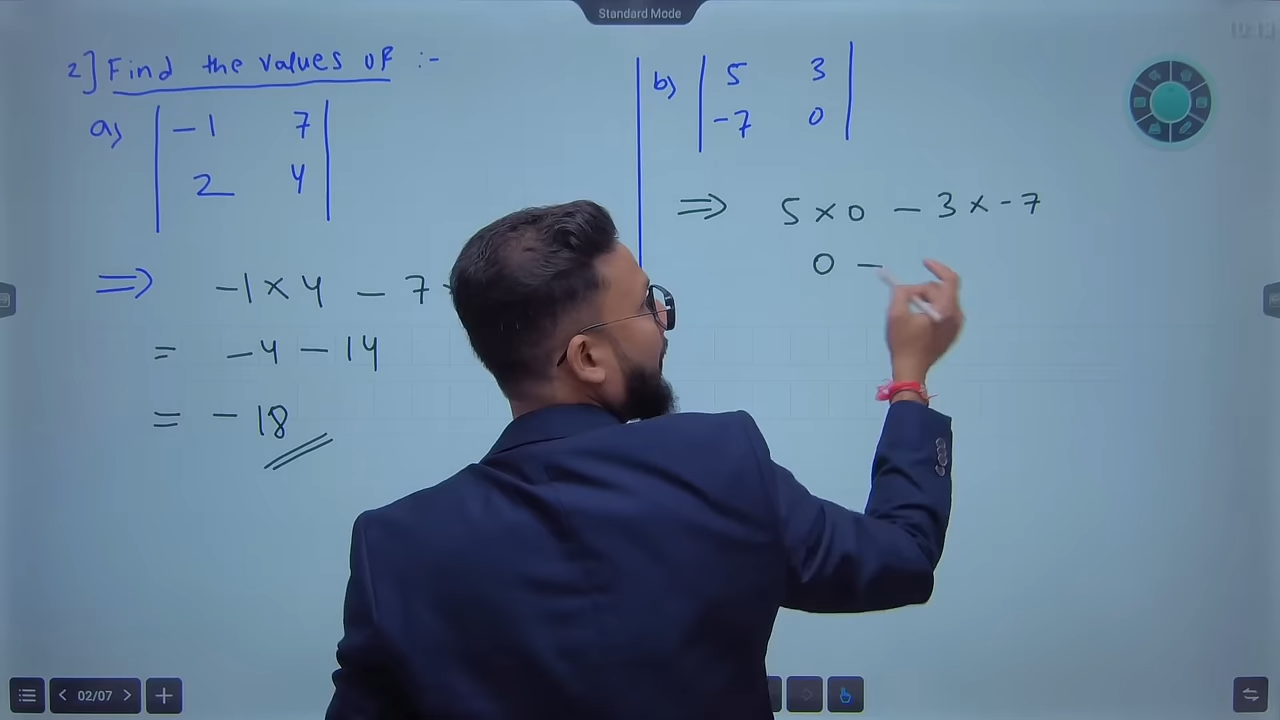 Standard Mode
2] Find the values of :-
a) | -1 7 |
| 2 4 |
⇒ -1 × 4 - 7
= -4 - 14
= -18
b) | 5 3 |
| -7 0 |
⇒ 5 × 0 - 3 × -7
0 -
02/07